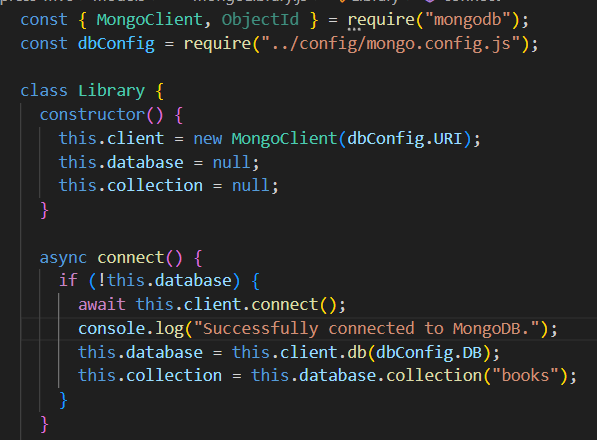 const { MongoClient, ObjectId } = require("mongodb");
const dbConfig = require("../config/mongo.config.js");
class Library {
constructor() {
this.client = new MongoClient(dbConfig.URI);
this.database = null;
this.collection = null;
}
async connect() {
if (!this.database) {
await this.client.connect();
console.log("Successfully connected to MongoDB.");
this.database = this.client.db(dbConfig.DB);
this.collection = this.database.collection("books");
}
}